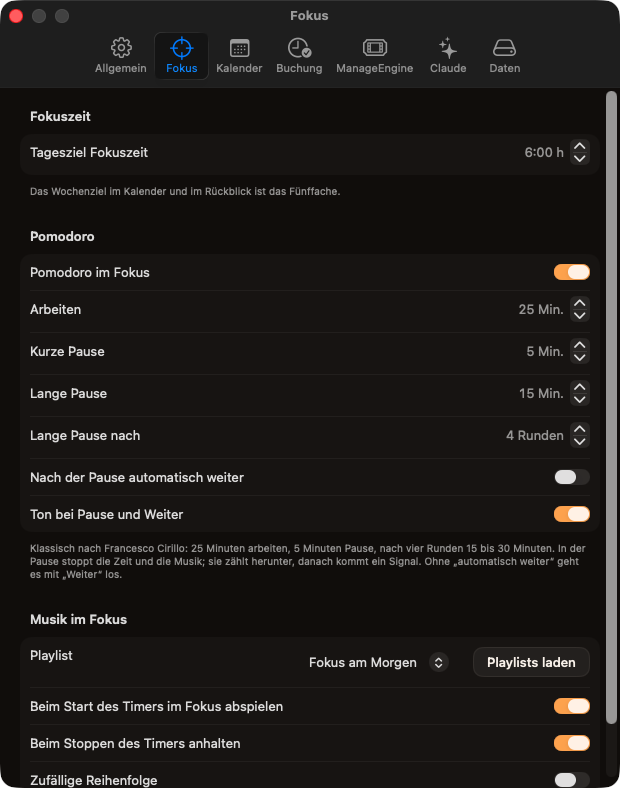 Fokus
Allgemein Fokus Kalender Buchung ManageEngine Claude Daten
Fokuszeit
Tagesziel Fokuszeit 6:00 h
Das Wochenziel im Kalender und im Rückblick ist das Fünffache.
Pomodoro
Pomodoro im Fokus
Arbeiten 25 Min.
Kurze Pause 5 Min.
Lange Pause 15 Min.
Lange Pause nach 4 Runden
Nach der Pause automatisch weiter
Ton bei Pause und Weiter
Klassisch nach Francesco Cirillo: 25 Minuten arbeiten, 5 Minuten Pause, nach vier Runden 15 bis 30 Minuten. In der
Pause stoppt die Zeit und die Musik; sie zählt herunter, danach kommt ein Signal. Ohne „automatisch weiter“ geht
es mit „Weiter“ los.
Musik im Fokus
Playlist Fokus am Morgen Playlists laden
Beim Start des Timers im Fokus abspielen
Beim Stoppen des Timers anhalten
Zufällige Reihenfolge